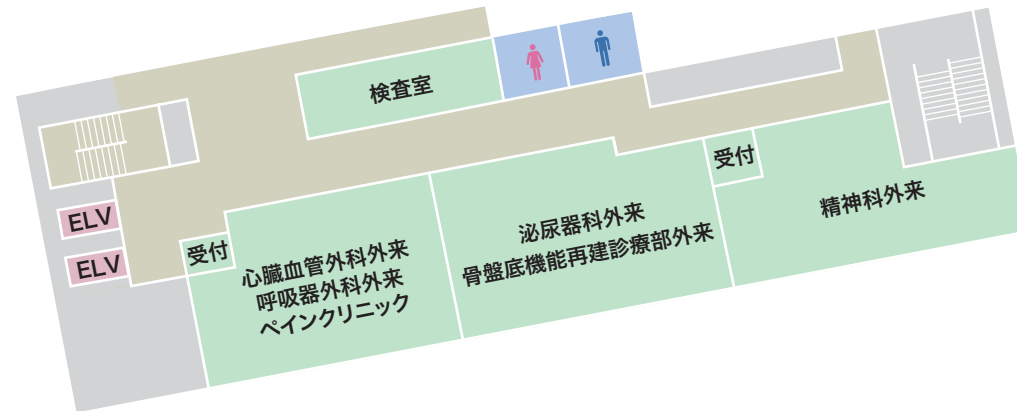 検査室
受付
精神科外来
ELV
ELV
受付
心臓血管外科外来
呼吸器外科外来
ペインクリニック
泌尿器科外来
骨盤底機能再建診療部外来